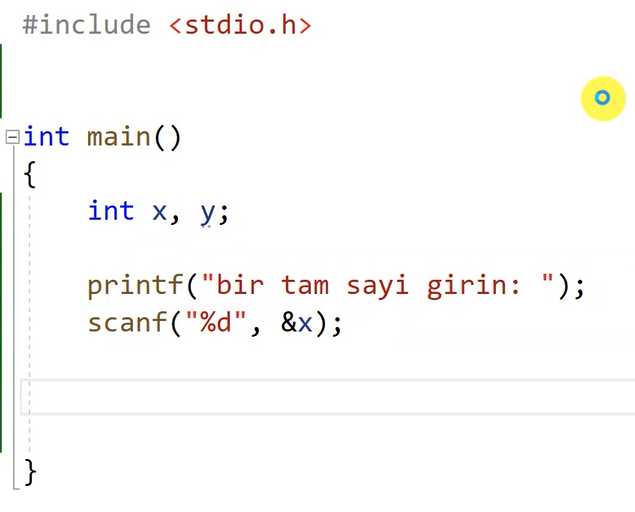 #include <stdio.h>
int main()
{
int x, y;
printf("bir tam sayi girin: ");
scanf("%d", &x);
}